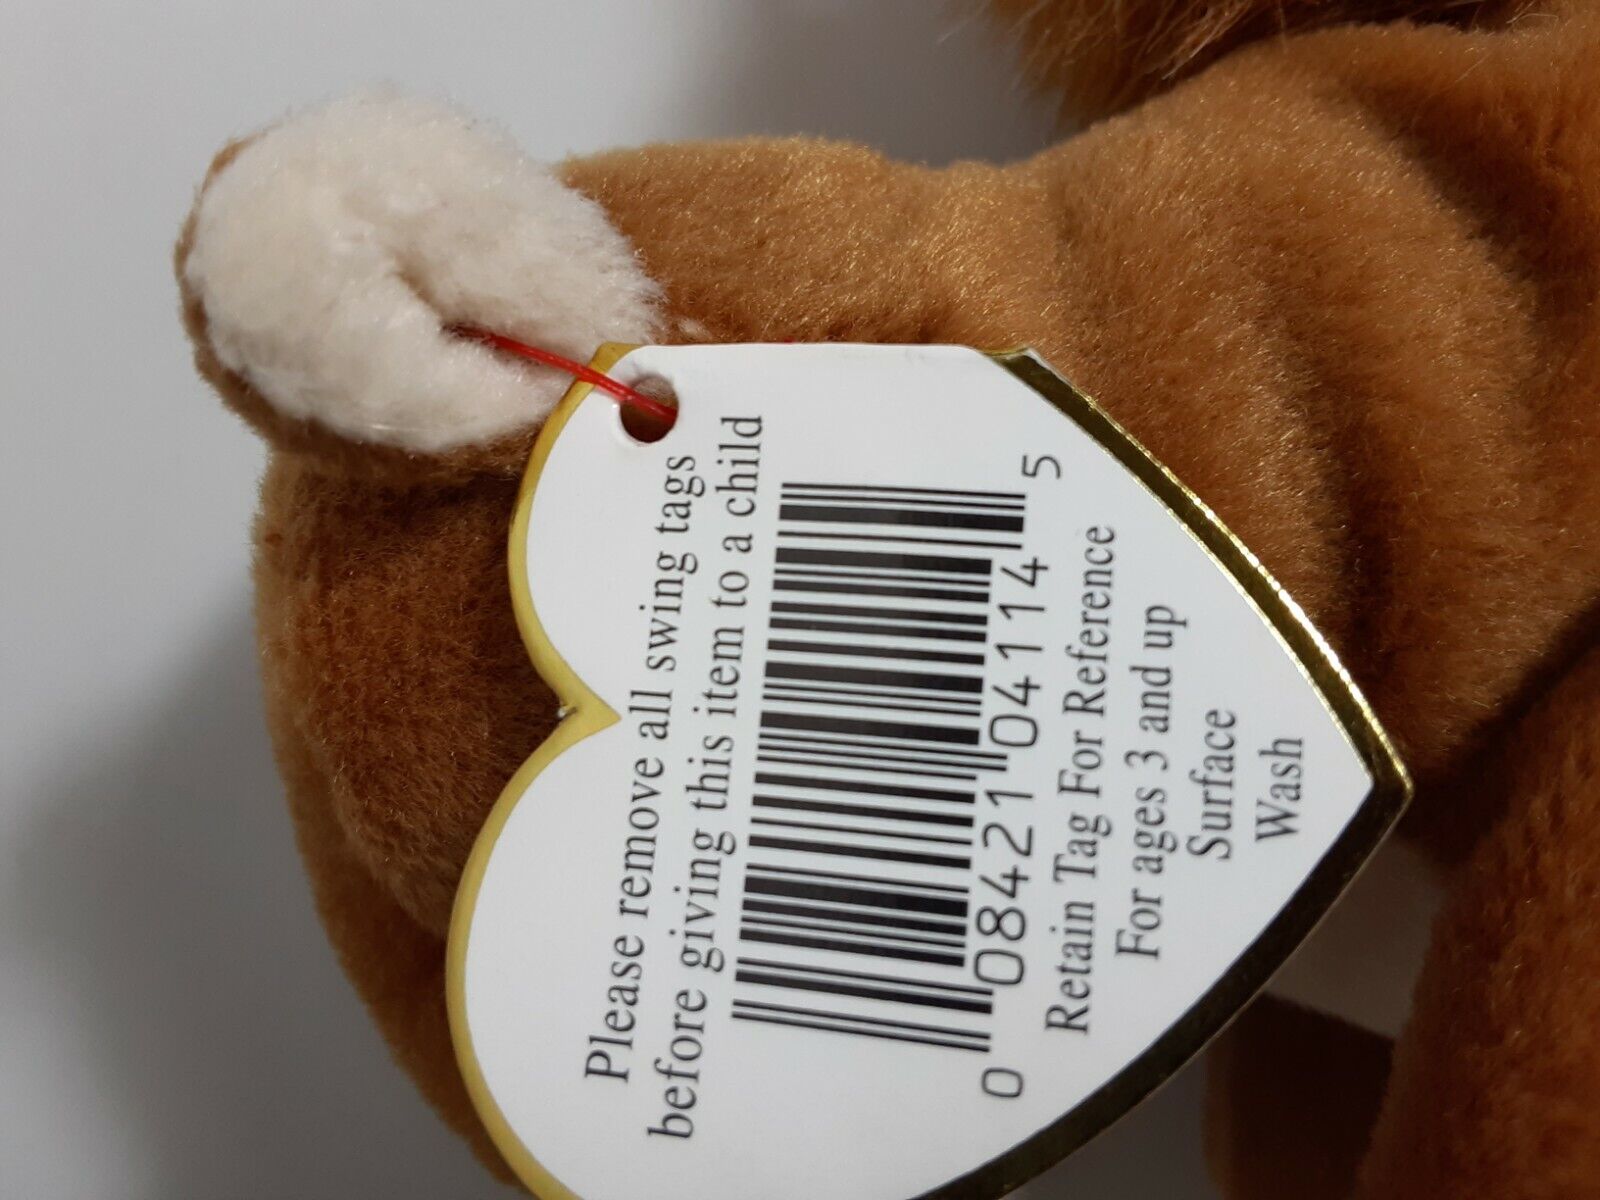 Please remove all swing tags
before giving this item to a child
0 08421 04114 5
Retain Tag For Reference
For ages 3 and up
Surface
Wash